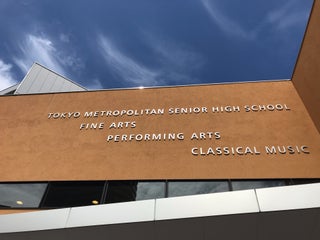 TOKYO METROPOLITAN SENIOR HIGH SCHOOL
FINE ARTS
PERFORMING ARTS
CLASSICAL MUSIC